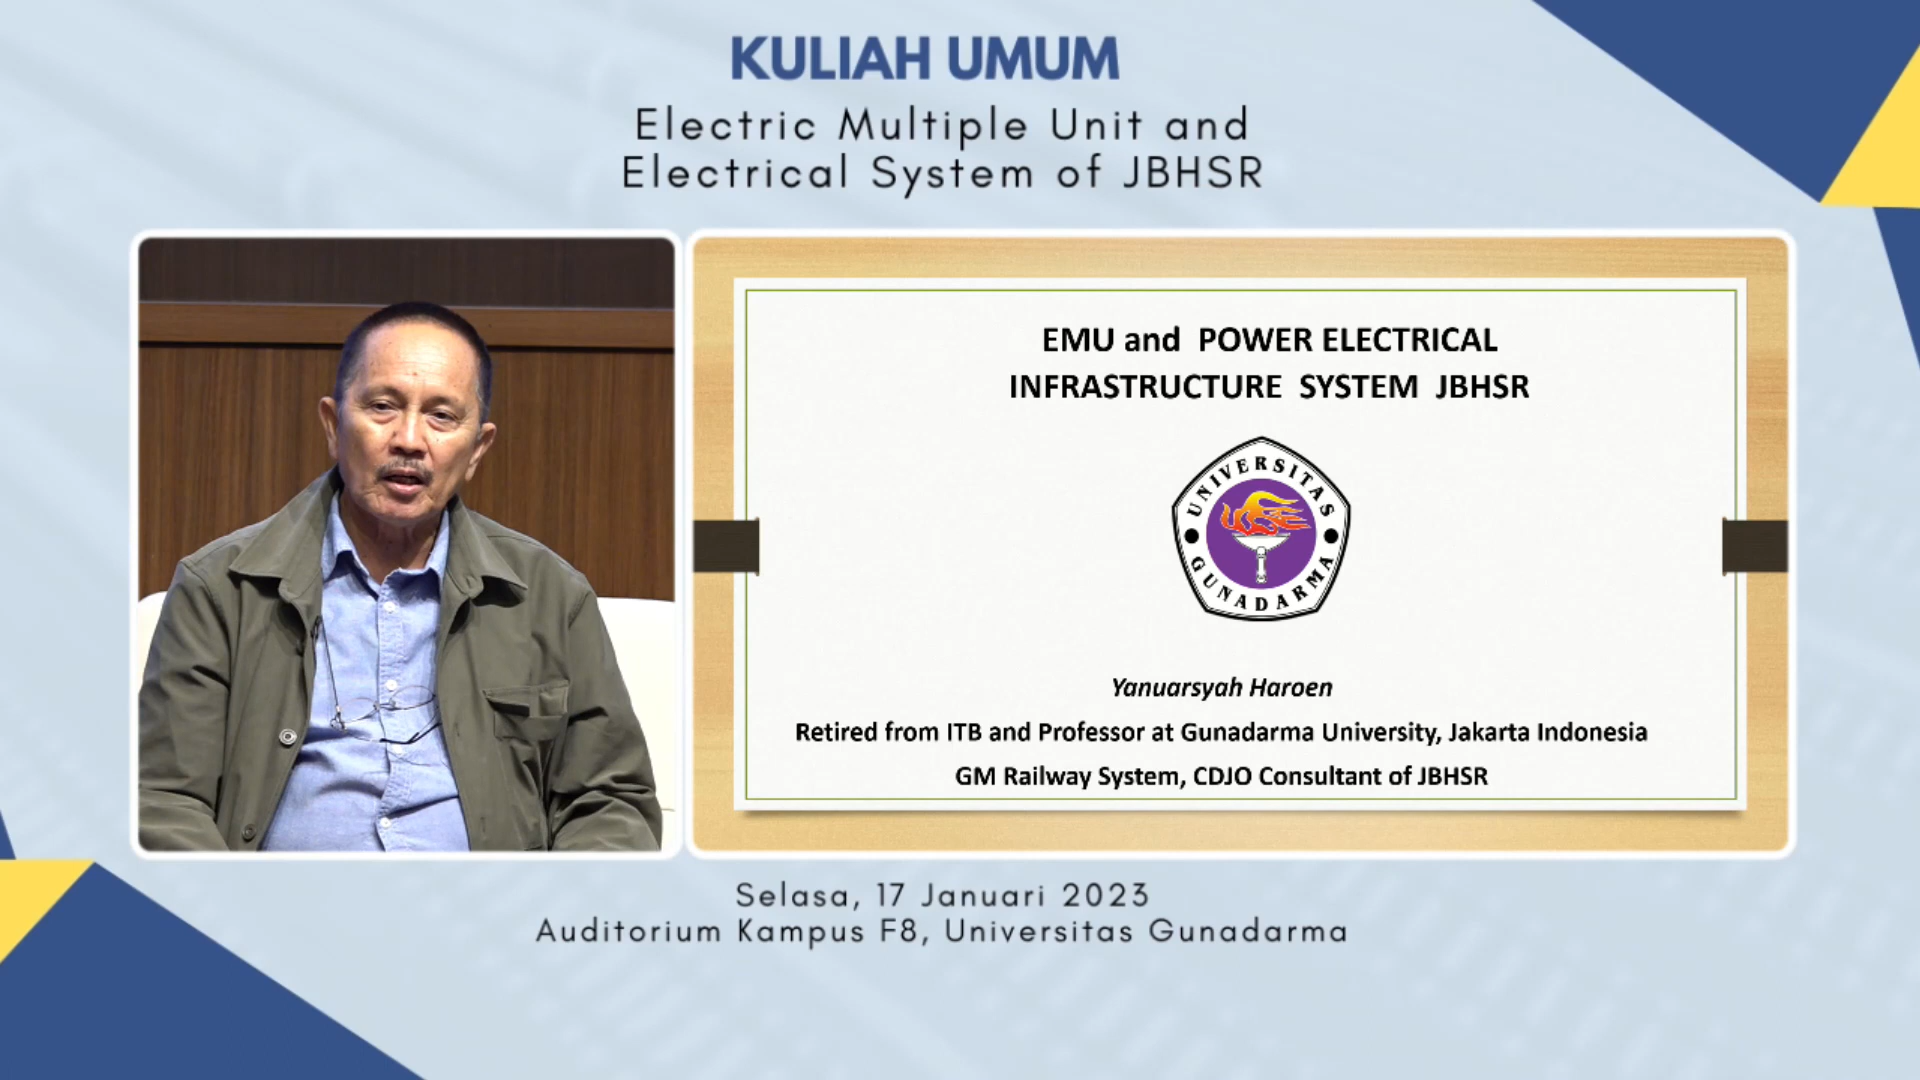 KULIAH UMUM
Electric Multiple Unit and
Electrical System of JBHSR
EMU and POWER ELECTRICAL
INFRASTRUCTURE SYSTEM JBHSR
UNIVERSITAS
GUNADARMA
Yanuarsyah Haroen
Retired from ITB and Professor at Gunadarma University, Jakarta Indonesia
GM Railway System, CDJO Consultant of JBHSR
Selasa, 17 Januari 2023
Auditorium Kampus F8, Universitas Gunadarma